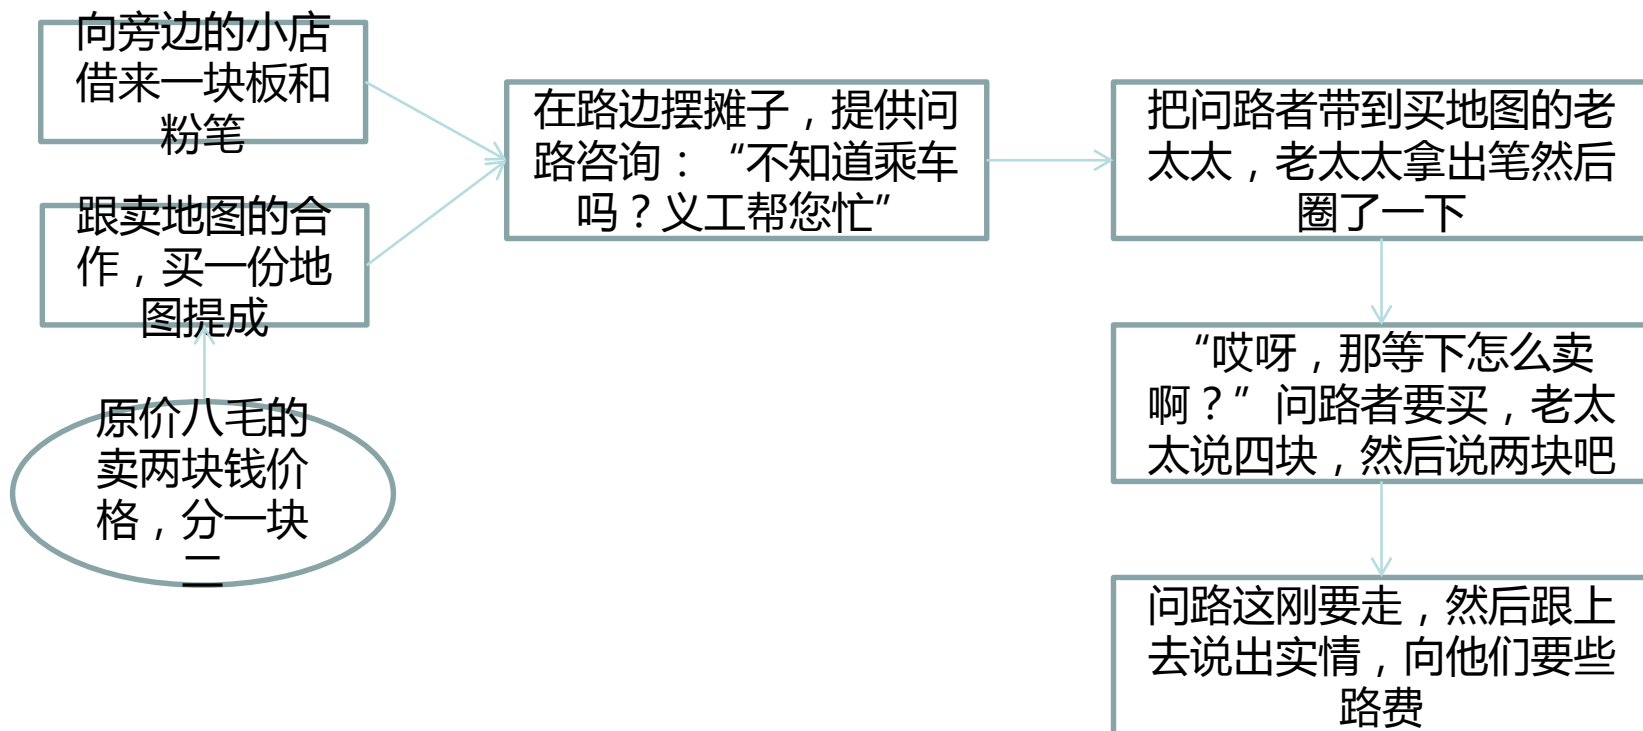 向旁边的小店
借来一块板和
粉笔
跟卖地图的合
作，买一份地
图提成
原价八毛的
卖两块钱价
格，分一块
二
在路边摆摊子，提供问
路咨询：“不知道乘车
吗？义工帮您忙”
把问路者带到买地图的老
太太，老太太拿出笔然后
圈了一下
“哎呀，那等下怎么卖
啊？”问路者要买，老太
太说四块，然后说两块吧
问路这刚要走，然后跟上
去说出实情，向他们要些
路费